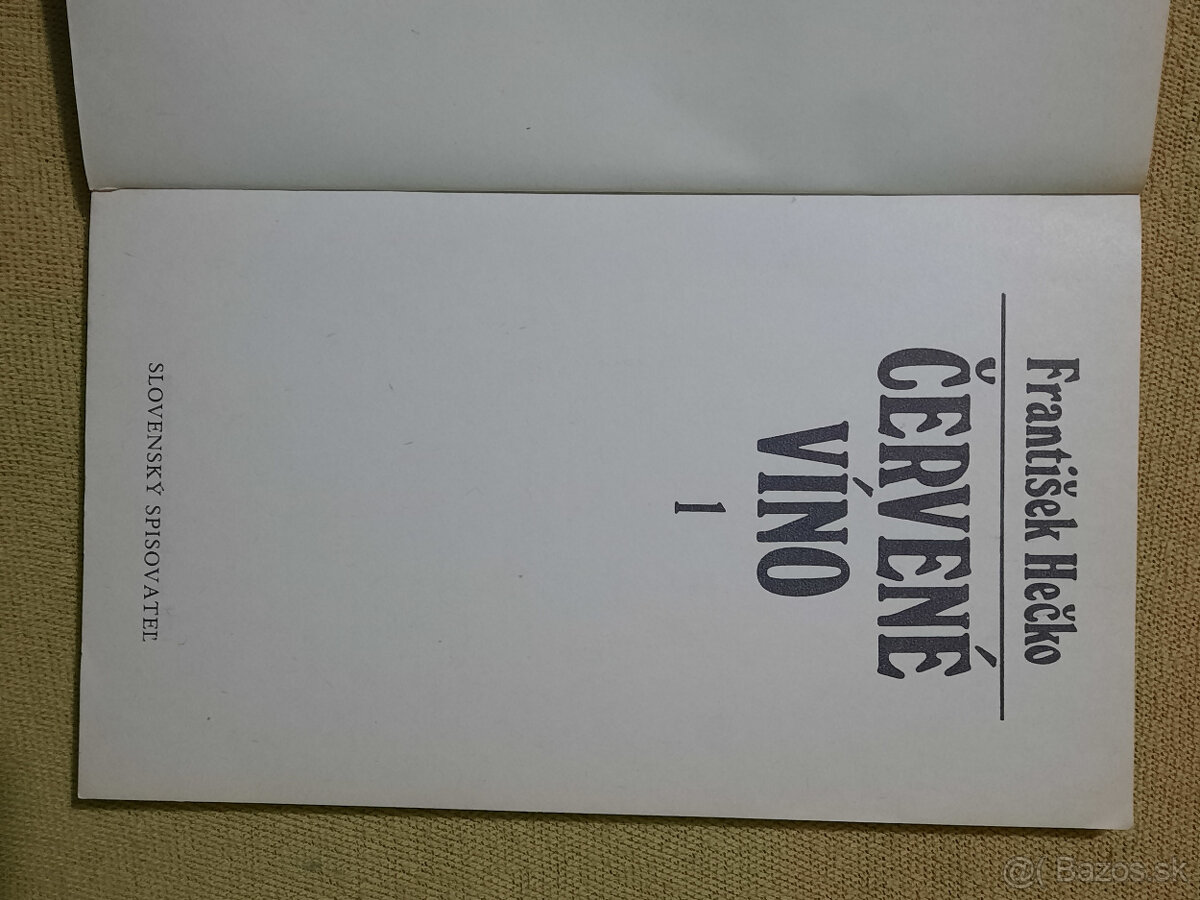 František Hečko
ČERVENÉ
VÍNO
1
SLOVENSKÝ SPISOVATEĽ
@( Bazos.sk